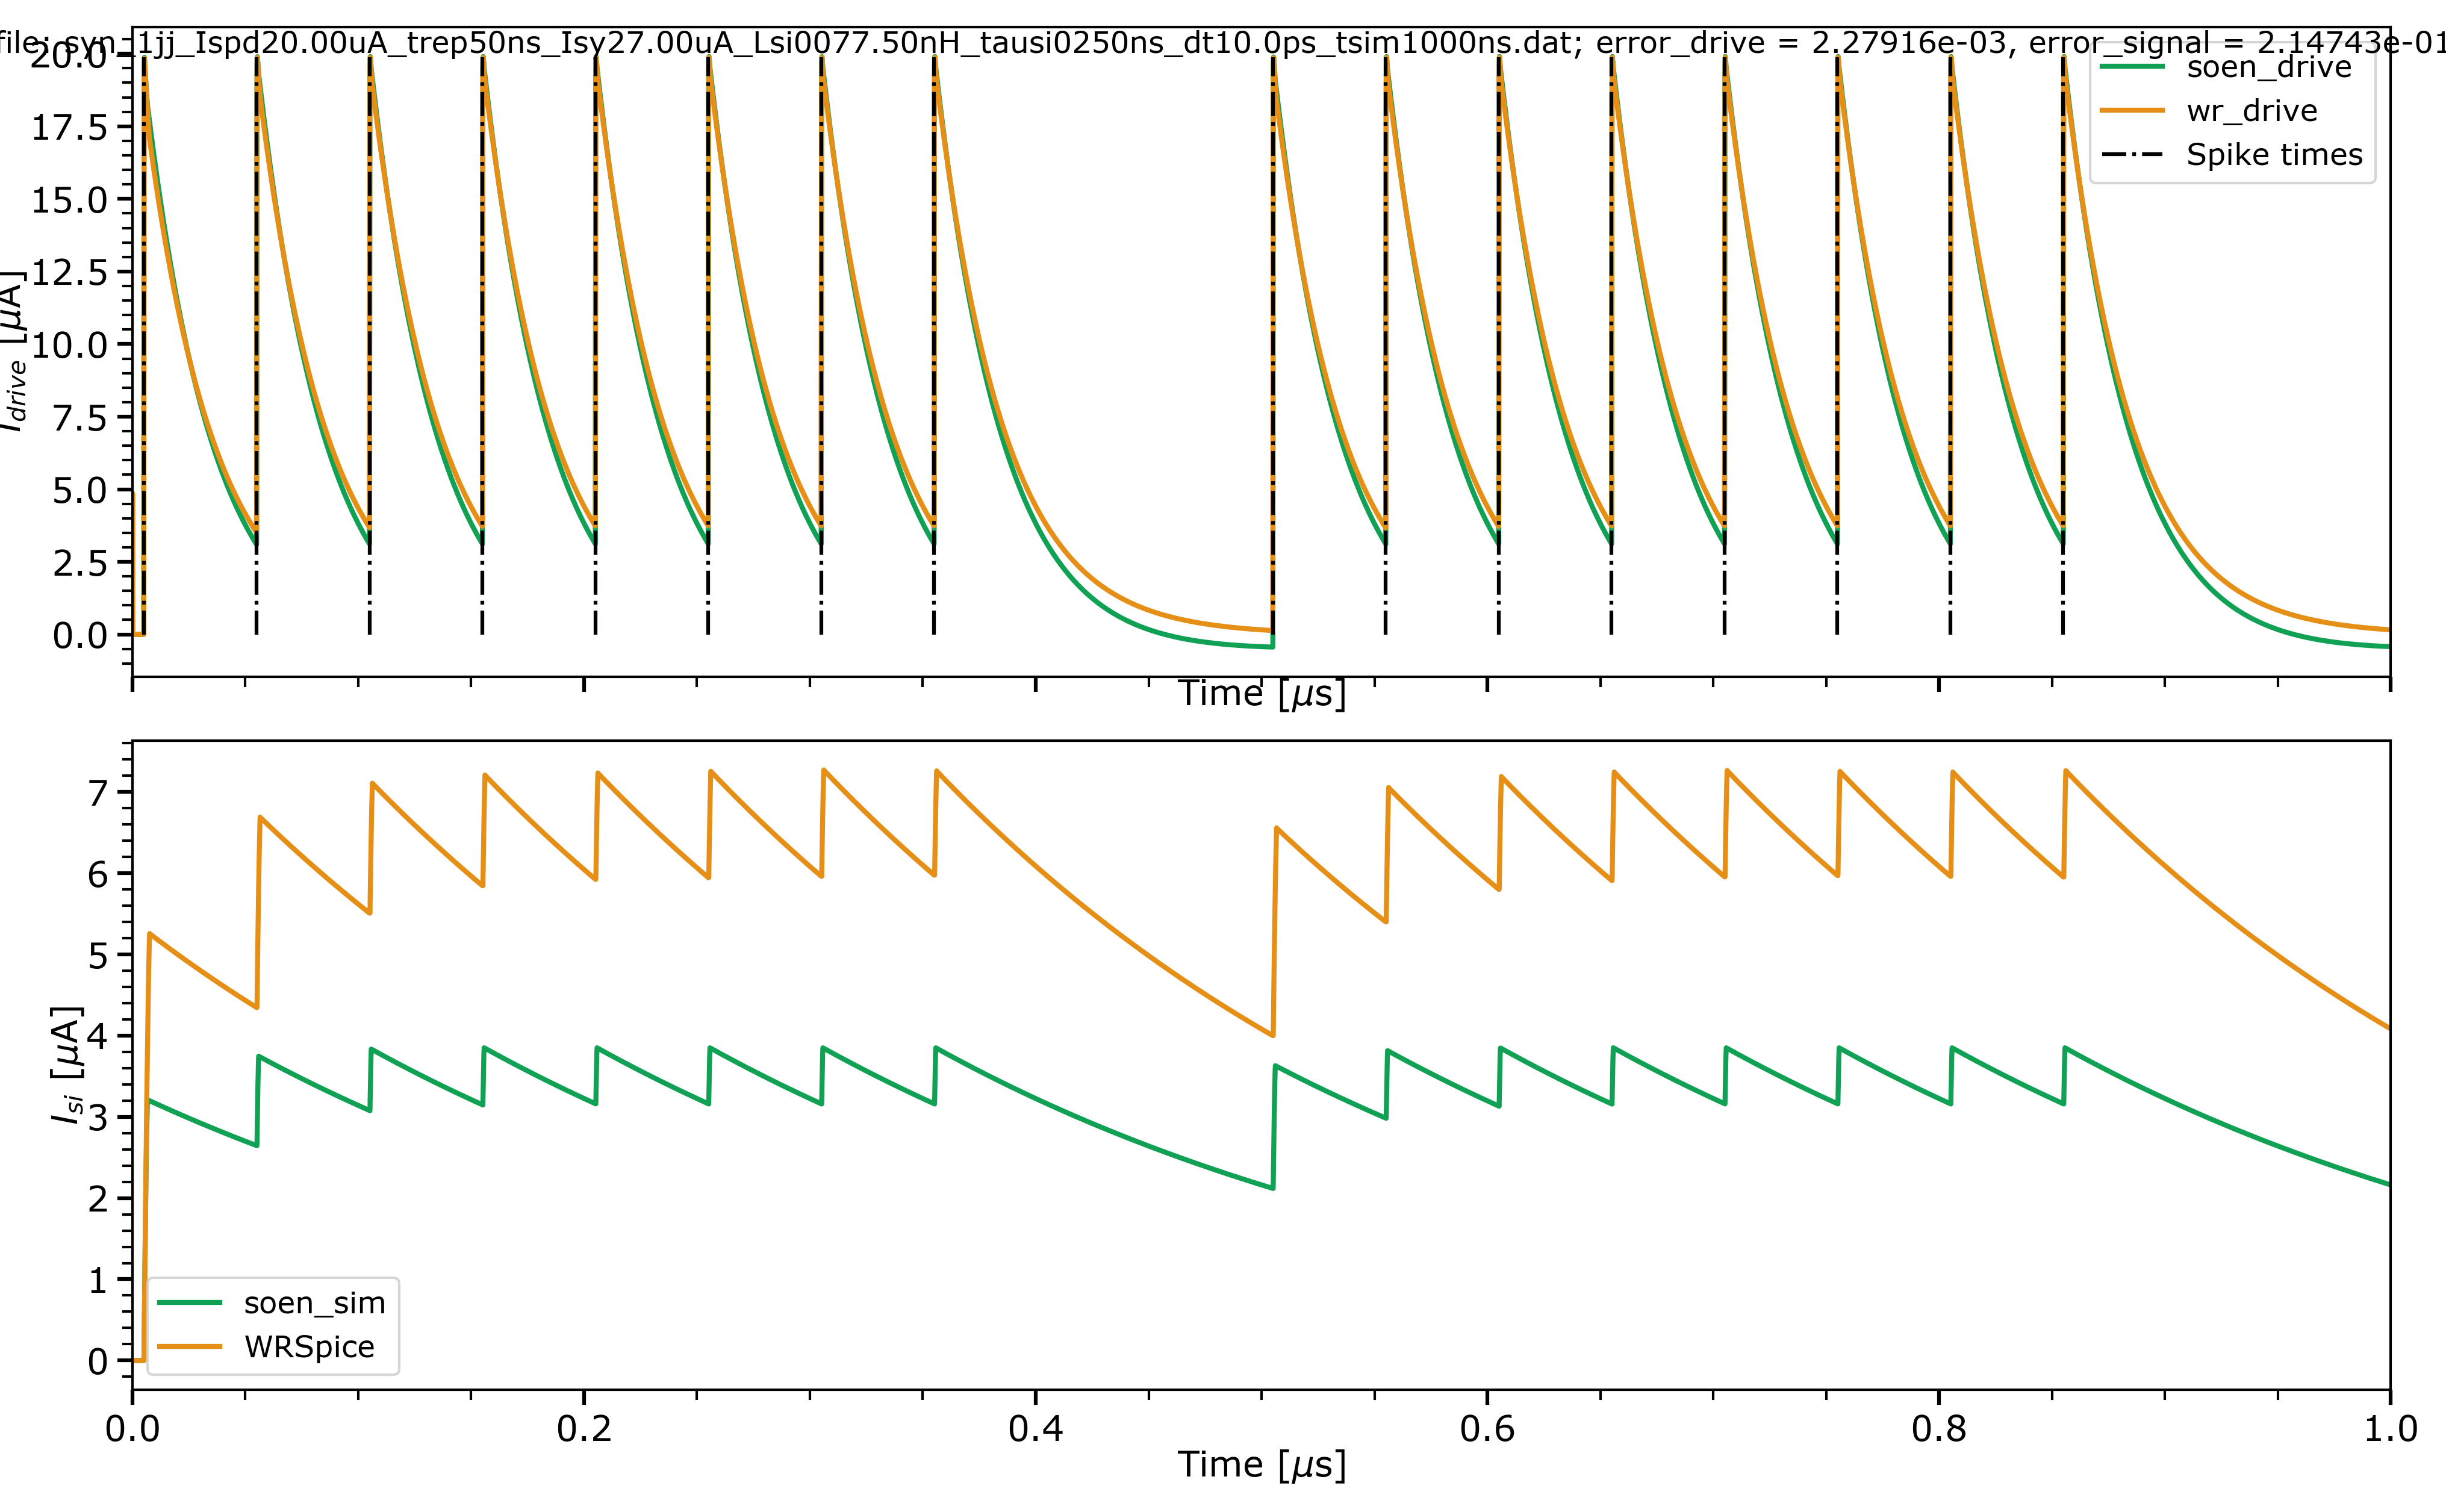 file: syn_1jj_Ispd20.00uA_trep50ns_Isy27.00uA_Lsi0077.50nH_tausi0250ns_dt10.0ps_tsim1000ns.dat; error_drive = 2.27916e-03, error_signal = 2.14743e-01
20.0
17.5
15.0
12.5
10.0
7.5
5.0
2.5
0.0
I_drive [μA]
soen_drive
wr_drive
Spike times
Time [μs]
7
6
5
4
3
2
1
0
I_si [μA]
soen_sim
WRSpice
0.0 0.2 0.4 0.6 0.8 1.0
Time [μs]